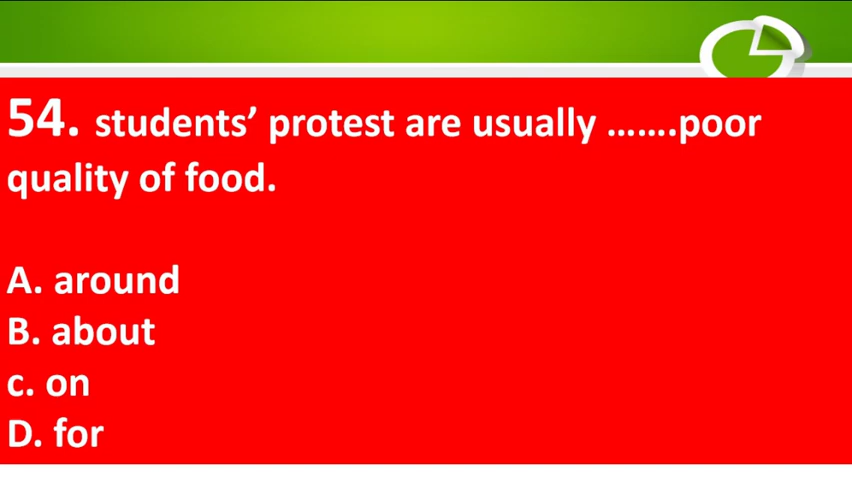 54. students’ protest are usually …….poor
quality of food.
A. around
B. about
c. on
D. for